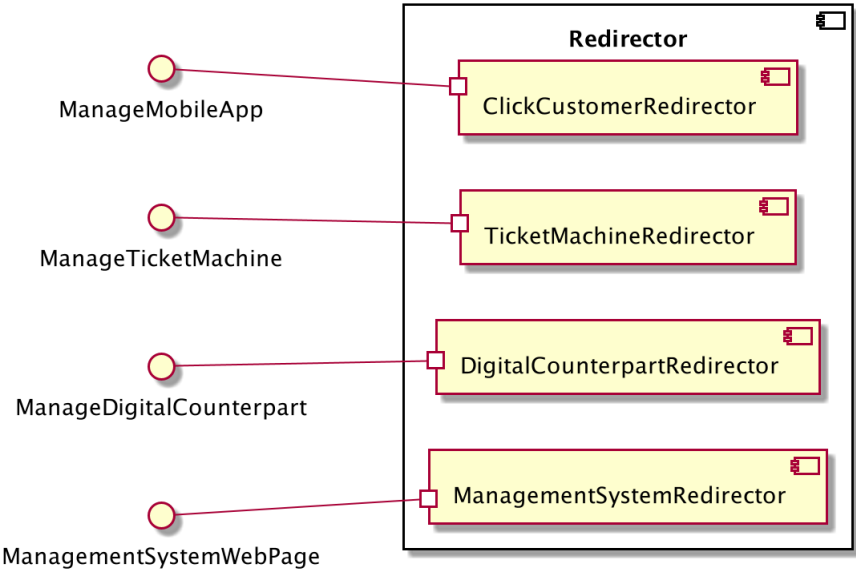 Redirector
ManageMobileApp
ClickCustomerRedirector
ManageTicketMachine
TicketMachineRedirector
ManageDigitalCounterpart
DigitalCounterpartRedirector
ManagementSystemWebPage
ManagementSystemRedirector